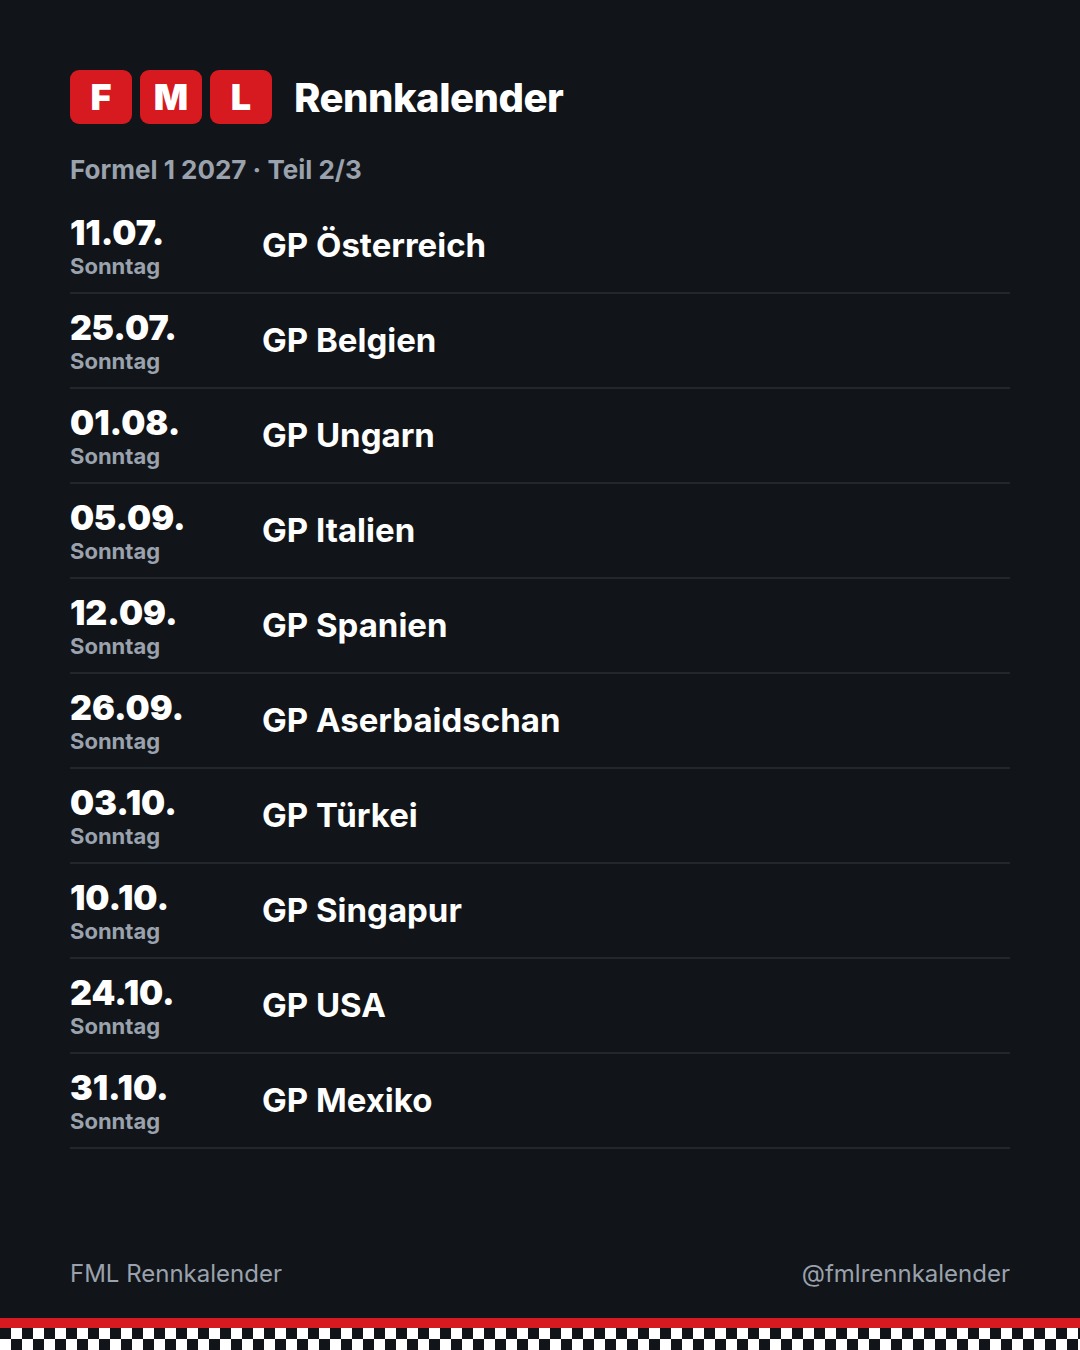 FML Rennkalender
Formel 1 2027 · Teil 2/3
11.07.
Sonntag
GP Österreich
25.07.
Sonntag
GP Belgien
01.08.
Sonntag
GP Ungarn
05.09.
Sonntag
GP Italien
12.09.
Sonntag
GP Spanien
26.09.
Sonntag
GP Aserbaidschan
03.10.
Sonntag
GP Türkei
10.10.
Sonntag
GP Singapur
24.10.
Sonntag
GP USA
31.10.
Sonntag
GP Mexiko
FML Rennkalender
@fmlrennkalender